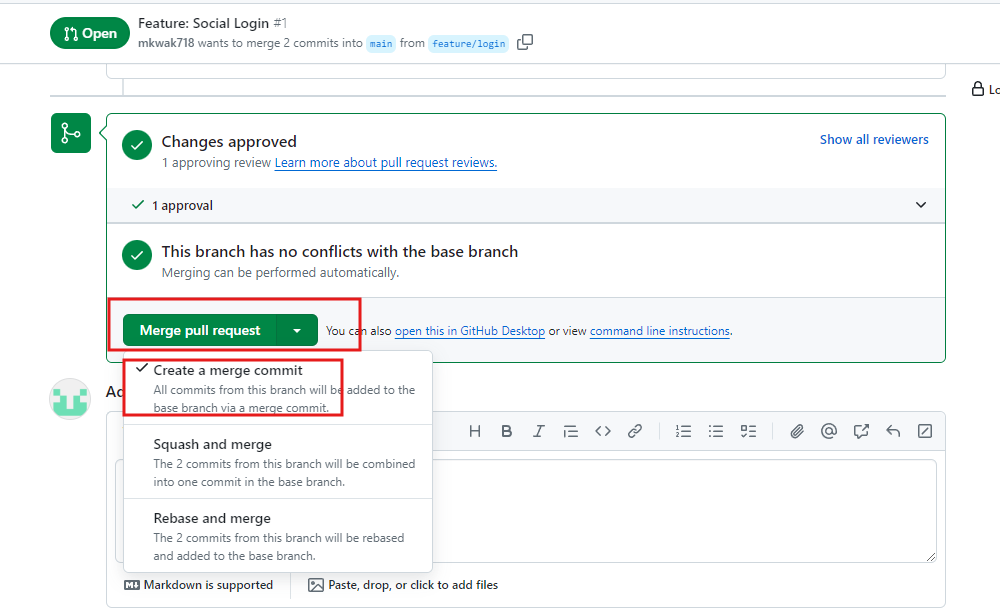 Open
Feature: Social Login #1
mkwak718 wants to merge 2 commits into main from feature/login
Changes approved
1 approving review Learn more about pull request reviews.
Show all reviewers
1 approval
This branch has no conflicts with the base branch
Merging can be performed automatically.
Merge pull request
You can also open this in GitHub Desktop or view command line instructions.
Create a merge commit
All commits from this branch will be added to the
base branch via a merge commit.
Squash and merge
The 2 commits from this branch will be combined
into one commit in the base branch.
Rebase and merge
The 2 commits from this branch will be rebased
and added to the base branch.
Markdown is supported
Paste, drop, or click to add files